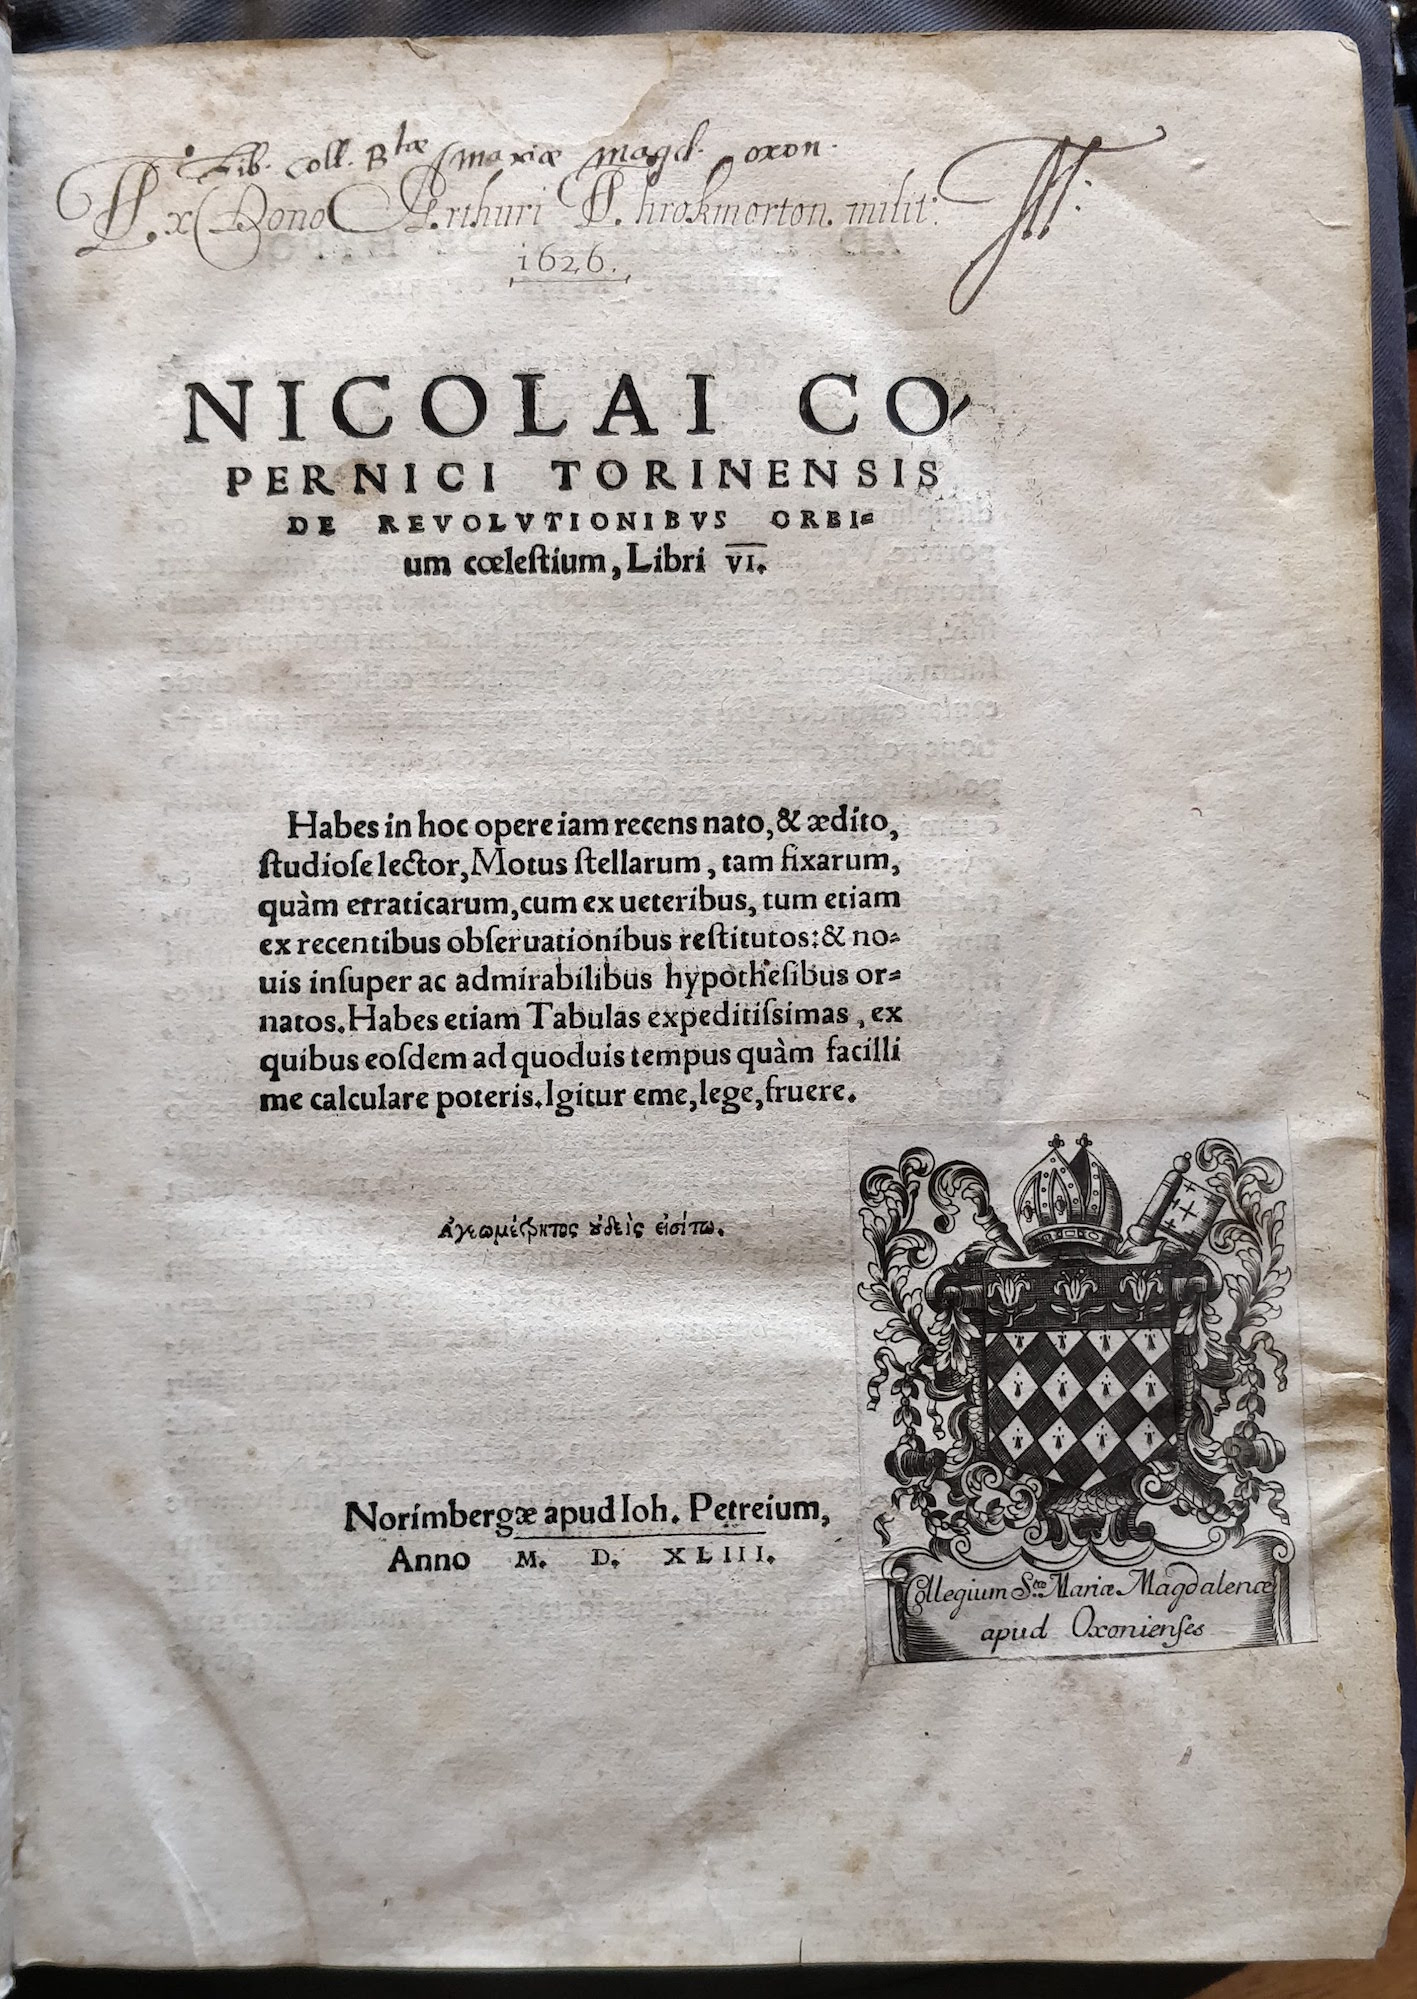 Lib. Coll. Btæ Mariæ Magd. oxon.
Ex Dono Arthuri Throkmorton. milit:
1626.
NICOLAI CO⸗
PERNICI TORINENSIS
DE REVOLVTIONIBVS ORBI⸗
um cœleſtium, Libri VI.
Habes in hoc opere iam recens nato, & ædito,
ſtudioſe lector, Motus ſtellarum, tam fixarum,
quàm erraticarum, cum ex ueteribus, tum etiam
ex recentibus obſeruationibus reſtitutos: & no⸗
uis inſuper ac admirabilibus hypotheſibus or⸗
natos. Habes etiam Tabulas expeditiſsimas, ex
quibus eoſdem ad quoduis tempus quàm facilli
me calculare poteris. Igitur eme, lege, fruere.
Ἀγεωμέτρητος οὐδεὶς εἰσίτω.
Norimbergæ apud Ioh. Petreium,
Anno M. D. XLIII.
Collegium Stæ Mariæ Magdalenæ
apud Oxonienſes